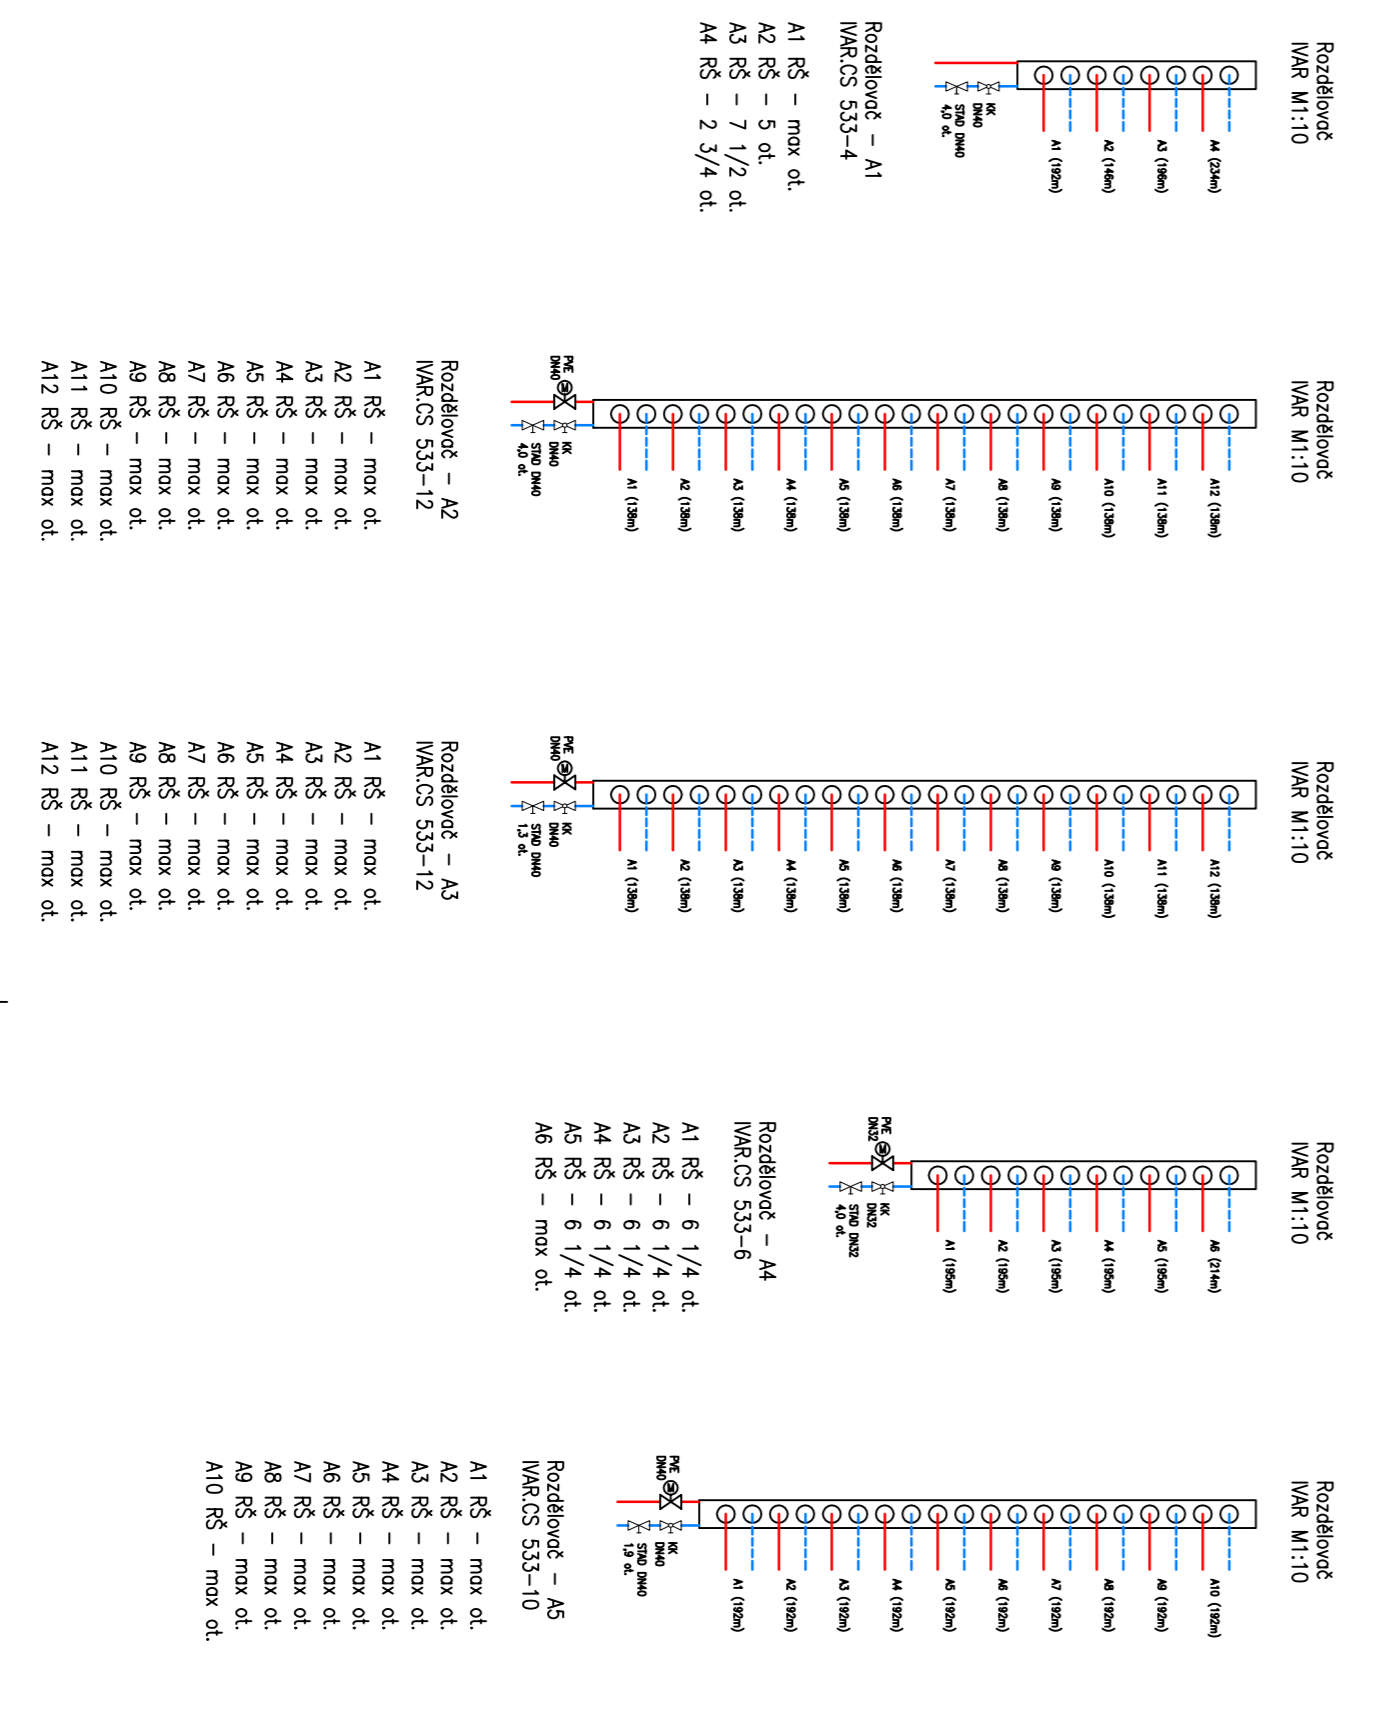 Rozdělovač
IVAR M1:10
A4 (234m)
A3 (196m)
A2 (146m)
A1 (192m)
KK
DN40
STAD DN40
4,0 ot.
Rozdělovač – A1
IVAR.CS 533–4
A1 RŠ – max ot.
A2 RŠ – 5 ot.
A3 RŠ – 7 1/2 ot.
A4 RŠ – 2 3/4 ot.
Rozdělovač
IVAR M1:10
A12 (138m)
A11 (138m)
A10 (138m)
A9 (138m)
A8 (138m)
A7 (138m)
A6 (138m)
A5 (138m)
A4 (138m)
A3 (138m)
A2 (138m)
A1 (138m)
PVE
DN40
M
KK
DN40
STAD DN40
4,0 ot.
Rozdělovač – A2
IVAR.CS 533–12
A1 RŠ – max ot.
A2 RŠ – max ot.
A3 RŠ – max ot.
A4 RŠ – max ot.
A5 RŠ – max ot.
A6 RŠ – max ot.
A7 RŠ – max ot.
A8 RŠ – max ot.
A9 RŠ – max ot.
A10 RŠ – max ot.
A11 RŠ – max ot.
A12 RŠ – max ot.
Rozdělovač
IVAR M1:10
A12 (138m)
A11 (138m)
A10 (138m)
A9 (138m)
A8 (138m)
A7 (138m)
A6 (138m)
A5 (138m)
A4 (138m)
A3 (138m)
A2 (138m)
A1 (138m)
PVE
DN40
M
KK
DN40
STAD DN40
1,3 ot.
Rozdělovač – A3
IVAR.CS 533–12
A1 RŠ – max ot.
A2 RŠ – max ot.
A3 RŠ – max ot.
A4 RŠ – max ot.
A5 RŠ – max ot.
A6 RŠ – max ot.
A7 RŠ – max ot.
A8 RŠ – max ot.
A9 RŠ – max ot.
A10 RŠ – max ot.
A11 RŠ – max ot.
A12 RŠ – max ot.
Rozdělovač
IVAR M1:10
A6 (214m)
A5 (195m)
A4 (195m)
A3 (195m)
A2 (195m)
A1 (195m)
PVE
DN32
M
KK
DN32
STAD DN32
4,0 ot.
Rozdělovač – A4
IVAR.CS 533–6
A1 RŠ – 6 1/4 ot.
A2 RŠ – 6 1/4 ot.
A3 RŠ – 6 1/4 ot.
A4 RŠ – 6 1/4 ot.
A5 RŠ – 6 1/4 ot.
A6 RŠ – max ot.
Rozdělovač
IVAR M1:10
A10 (192m)
A9 (192m)
A8 (192m)
A7 (192m)
A6 (192m)
A5 (192m)
A4 (192m)
A3 (192m)
A2 (192m)
A1 (192m)
PVE
DN40
M
KK
DN40
STAD DN40
1,9 ot.
Rozdělovač – A5
IVAR.CS 533–10
A1 RŠ – max ot.
A2 RŠ – max ot.
A3 RŠ – max ot.
A4 RŠ – max ot.
A5 RŠ – max ot.
A6 RŠ – max ot.
A7 RŠ – max ot.
A8 RŠ – max ot.
A9 RŠ – max ot.
A10 RŠ – max ot.